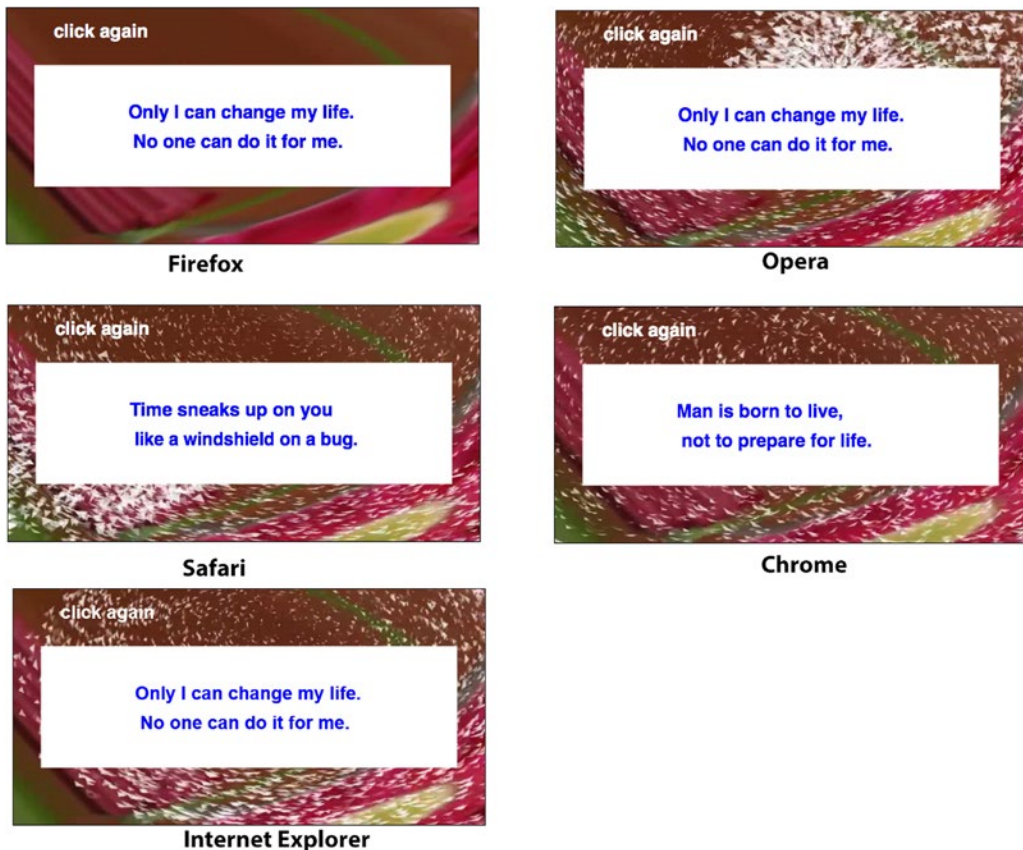 click again
Only I can change my life.
No one can do it for me.
Firefox
click again
Only I can change my life.
No one can do it for me.
Opera
click again
Time sneaks up on you
like a windshield on a bug.
Safari
click again
Man is born to live,
not to prepare for life.
Chrome
click again
Only I can change my life.
No one can do it for me.
Internet Explorer